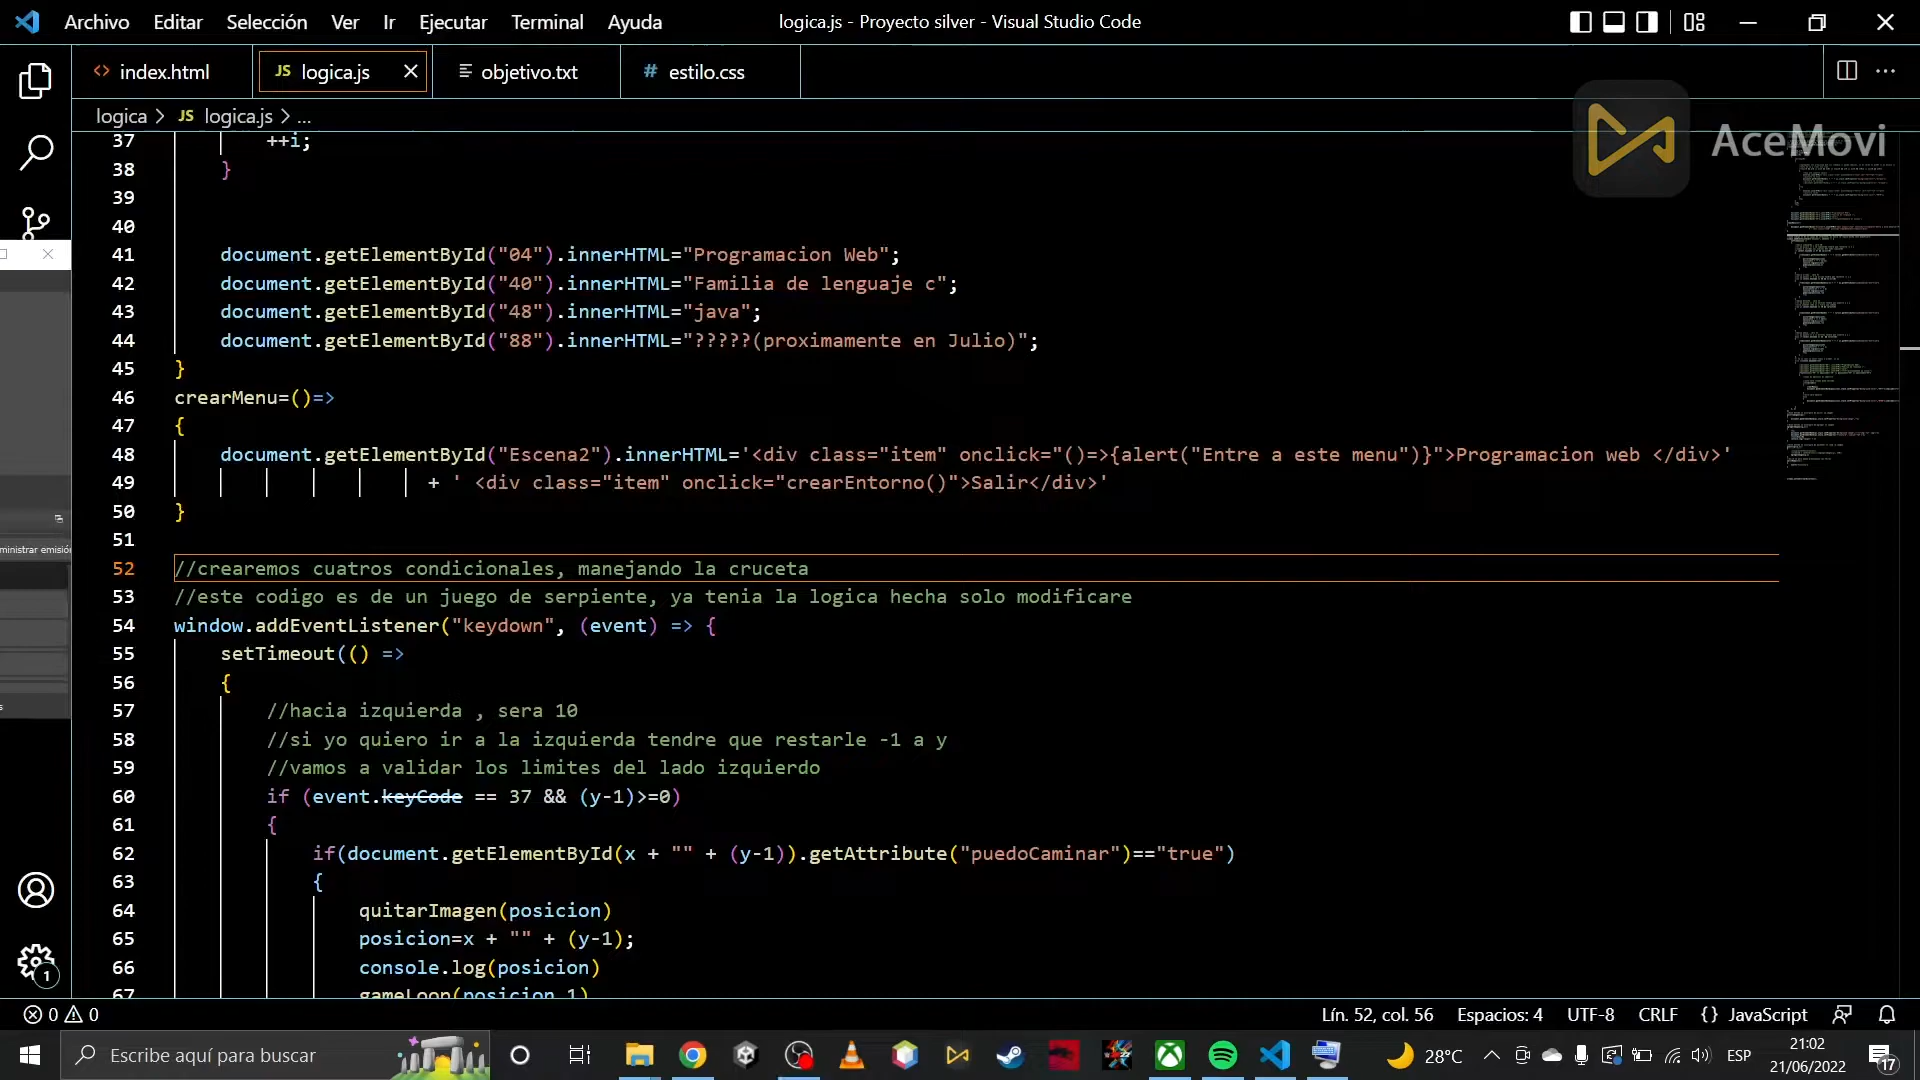 Archivo Editar Selección Ver Ir Ejecutar Terminal Ayuda logica.js - Proyecto silver - Visual Studio Code
<> index.html JS logica.js objetivo.txt # estilo.css
logica > JS logica.js > ...
AceMovi
37 ++i;
38 }
39
40
41 document.getElementById("04").innerHTML="Programacion Web";
42 document.getElementById("40").innerHTML="Familia de lenguaje c";
43 document.getElementById("48").innerHTML="java";
44 document.getElementById("88").innerHTML="?????(proximamente en Julio)";
45 }
46 crearMenu=()=>
47 {
48 document.getElementById("Escena2").innerHTML='<div class="item" onclick="()=>{alert("Entre a este menu")}">Programacion web </div>'
49 + ' <div class="item" onclick="crearEntorno()">Salir</div>'
50 }
51
52 //crearemos cuatros condicionales, manejando la cruceta
53 //este codigo es de un juego de serpiente, ya tenia la logica hecha solo modificare
54 window.addEventListener("keydown", (event) => {
55 setTimeout(() =>
56 {
57 //hacia izquierda , sera 10
58 //si yo quiero ir a la izquierda tendre que restarle -1 a y
59 //vamos a validar los limites del lado izquierdo
60 if (event.keyCode == 37 && (y-1)>=0)
61 {
62 if(document.getElementById(x + "" + (y-1)).getAttribute("puedoCaminar")=="true")
63 {
64 quitarImagen(posicion)
65 posicion=x + "" + (y-1);
66 console.log(posicion)
67 gameLoop(posicion,1)
ministrar emisión
1
0 0 Lín. 52, col. 56 Espacios: 4 UTF-8 CRLF {} JavaScript
Escribe aquí para buscar 28°C ESP 21:02
21/06/2022 17